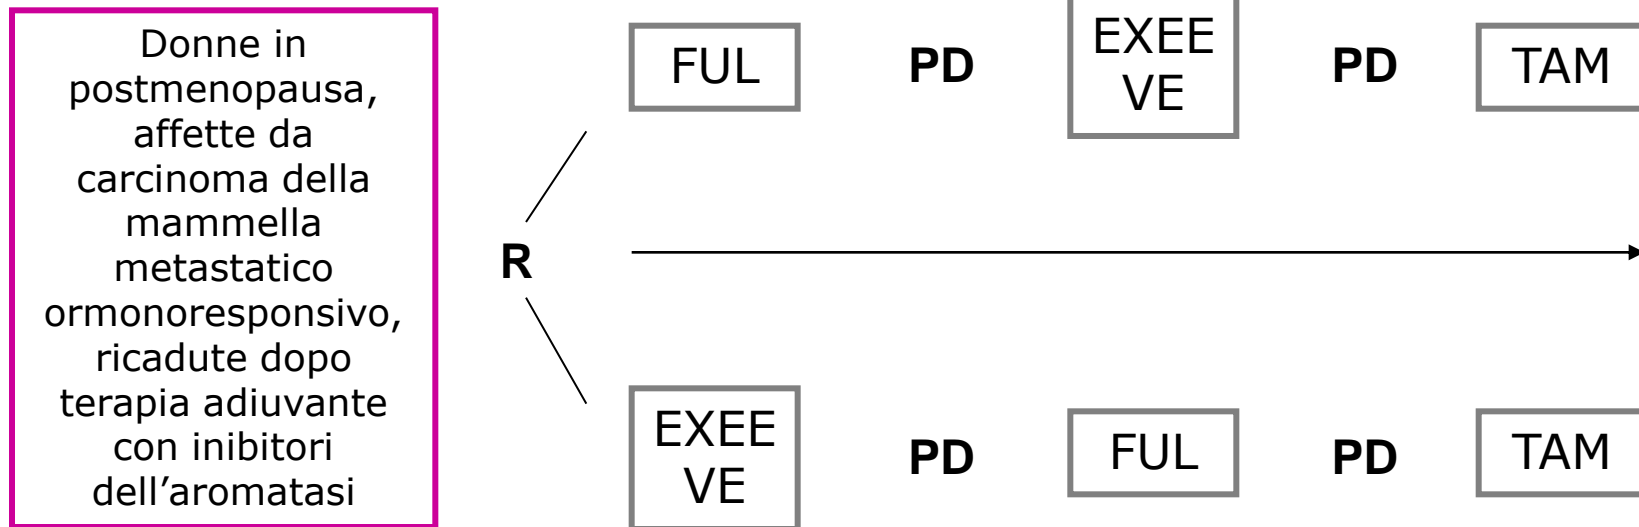 Donne in
postmenopausa,
affette da
carcinoma della
mammella
metastatico
ormonoresponsivo,
ricadute dopo
terapia adiuvante
con inibitori
dell’aromatasi
R
FUL
PD
EXEE
VE
PD
TAM
EXEE
VE
PD
FUL
PD
TAM